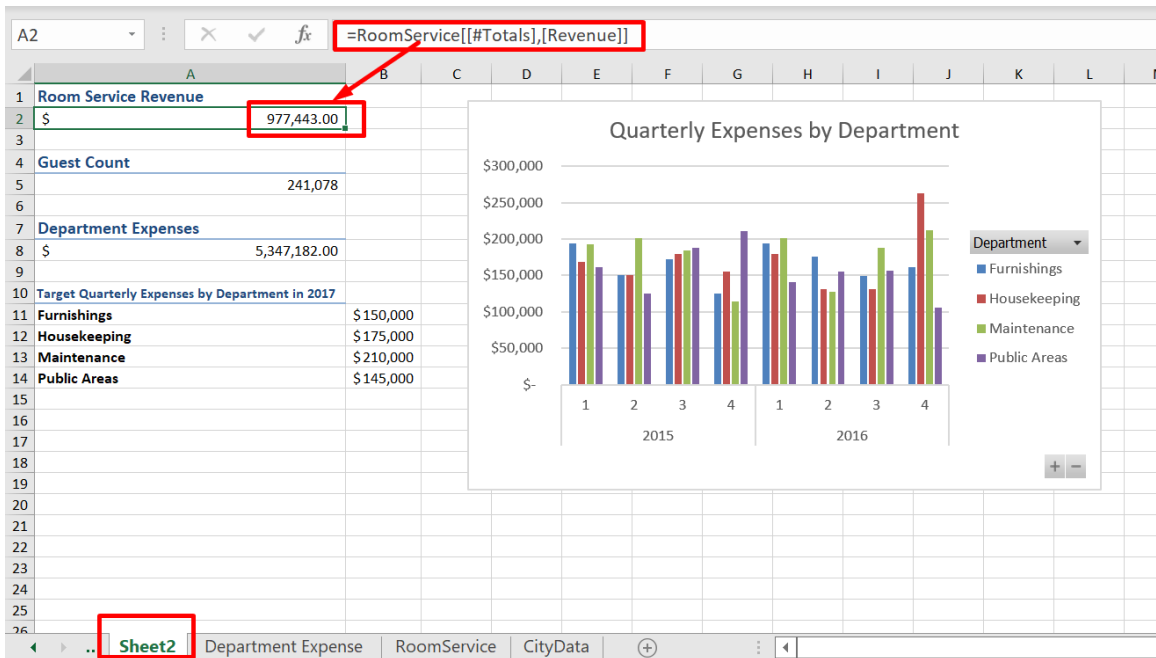 A2 fx =RoomService[[#Totals],[Revenue]]
A B C D E F G H I J K L
1 Room Service Revenue
2 $ 977,443.00
3
4 Guest Count
5 241,078
6
7 Department Expenses
8 $ 5,347,182.00
9
10 Target Quarterly Expenses by Department in 2017
11 Furnishings $150,000
12 Housekeeping $175,000
13 Maintenance $210,000
14 Public Areas $145,000
15
16
17
18
19
20
21
22
23
24
25
26
Quarterly Expenses by Department
$300,000
$250,000
$200,000
$150,000
$100,000
$50,000
$-
1 2 3 4 1 2 3 4
2015 2016
Department
Furnishings
Housekeeping
Maintenance
Public Areas
+ −
... Sheet2 Department Expense RoomService CityData